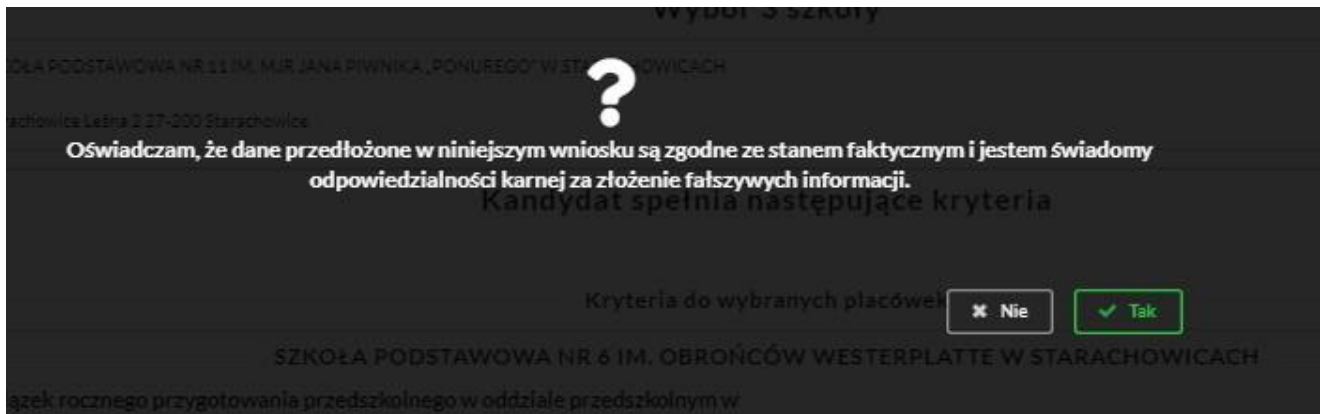 Wybór 3 szkoły
SZKOŁA PODSTAWOWA NR 11 IM. MJR JANA PIWNIKA „PONUREGO" W STARACHOWICACH
Starachowice Leśna 2 27-200 Starachowice
?
Oświadczam, że dane przedłożone w niniejszym wniosku są zgodne ze stanem faktycznym i jestem świadomy
odpowiedzialności karnej za złożenie fałszywych informacji.
Kandydat spełnia następujące kryteria
Kryteria do wybranych placówek
✖ Nie
✔ Tak
SZKOŁA PODSTAWOWA NR 6 IM. OBROŃCÓW WESTERPLATTE W STARACHOWICACH
rocznego przygotowania przedszkolnego w oddziale przedszkolnym w